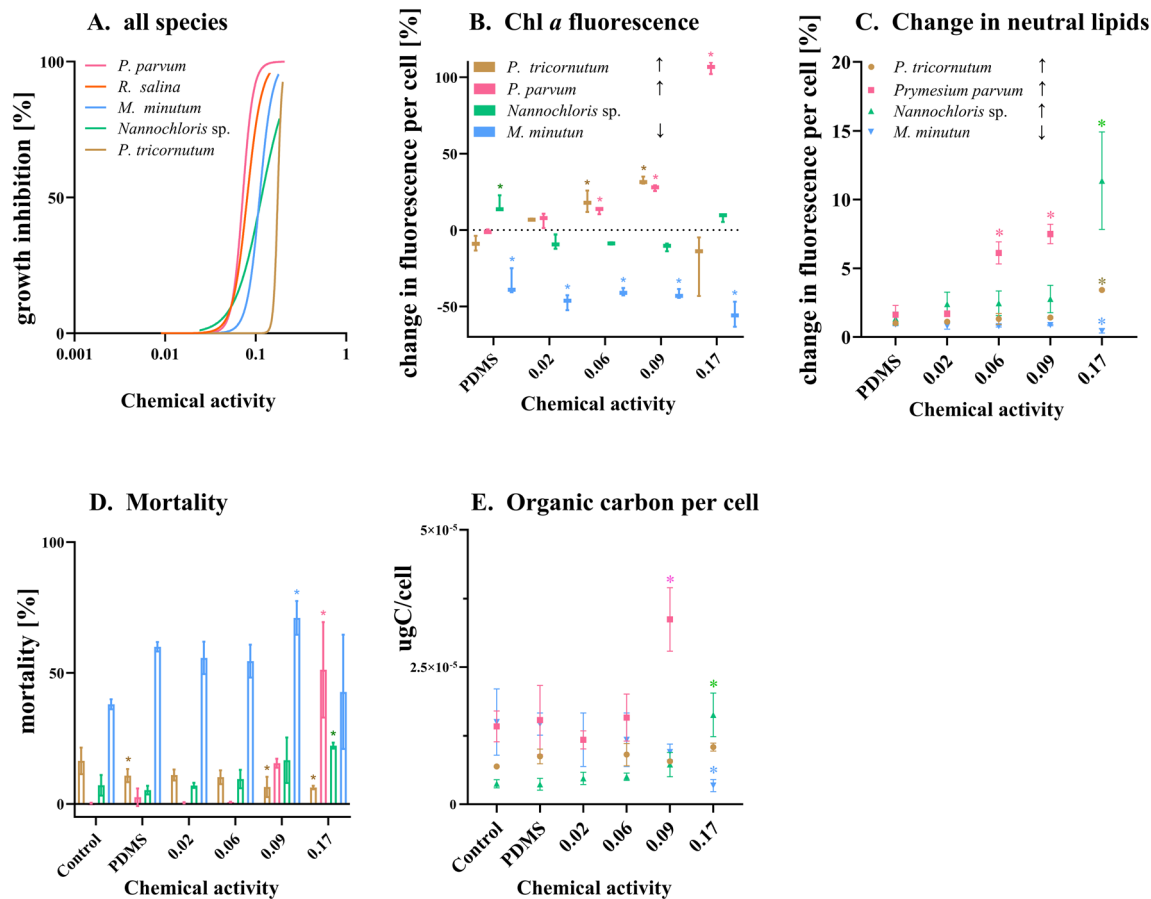 A. all species
growth inhibition [%]
100
50
0
P. parvum
R. salina
M. minutum
Nannochloris sp.
P. tricornutum
0.001
0.01
0.1
1
Chemical activity
B. Chl a fluorescence
change in fluorescence per cell [%]
100
50
0
-50
P. tricornutum ↑
P. parvum ↑
Nannochloris sp.
M. minutun ↓
* * * * * * * * * * *
PDMS
0.02
0.06
0.09
0.17
Chemical activity
C. Change in neutral lipids
change in fluorescence per cell [%]
20
15
10
5
0
P. tricornutum ↑
Prymesium parvum ↑
Nannochloris sp. ↑
M. minutun ↓
* * * * *
PDMS
0.02
0.06
0.09
0.17
Chemical activity
D. Mortality
mortality [%]
100
50
0
* * * * * *
Control
PDMS
0.02
0.06
0.09
0.17
Chemical activity
E. Organic carbon per cell
ugC/cell
5×10-5
2.5×10-5
0
* * *
Control
PDMS
0.02
0.06
0.09
0.17
Chemical activity